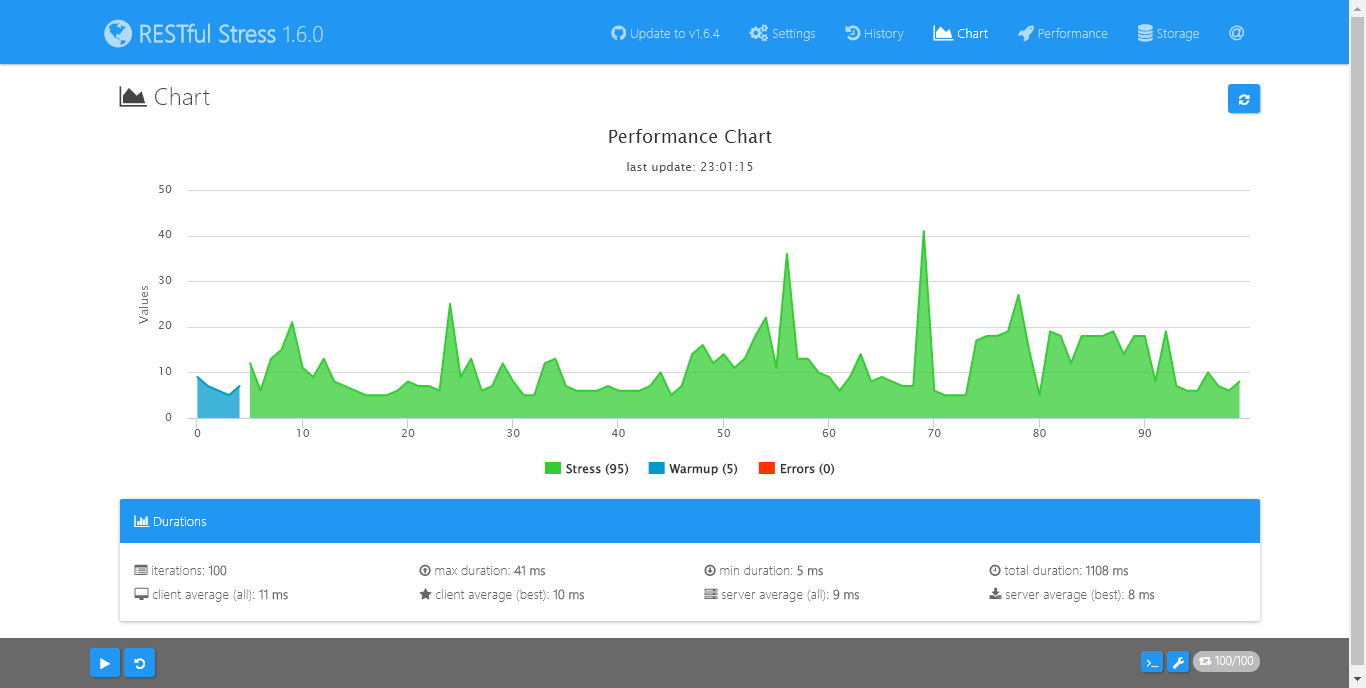 RESTful Stress 1.6.0 Update to v1.6.4 Settings History Chart Performance Storage @
Chart
Performance Chart
last update: 23:01:15
Values
50
40
30
20
10
0
0 10 20 30 40 50 60 70 80 90
Stress (95) Warmup (5) Errors (0)
Durations
iterations: 100 max duration: 41 ms min duration: 5 ms total duration: 1108 ms
client average (all): 11 ms client average (best): 10 ms server average (all): 9 ms server average (best): 8 ms
100/100